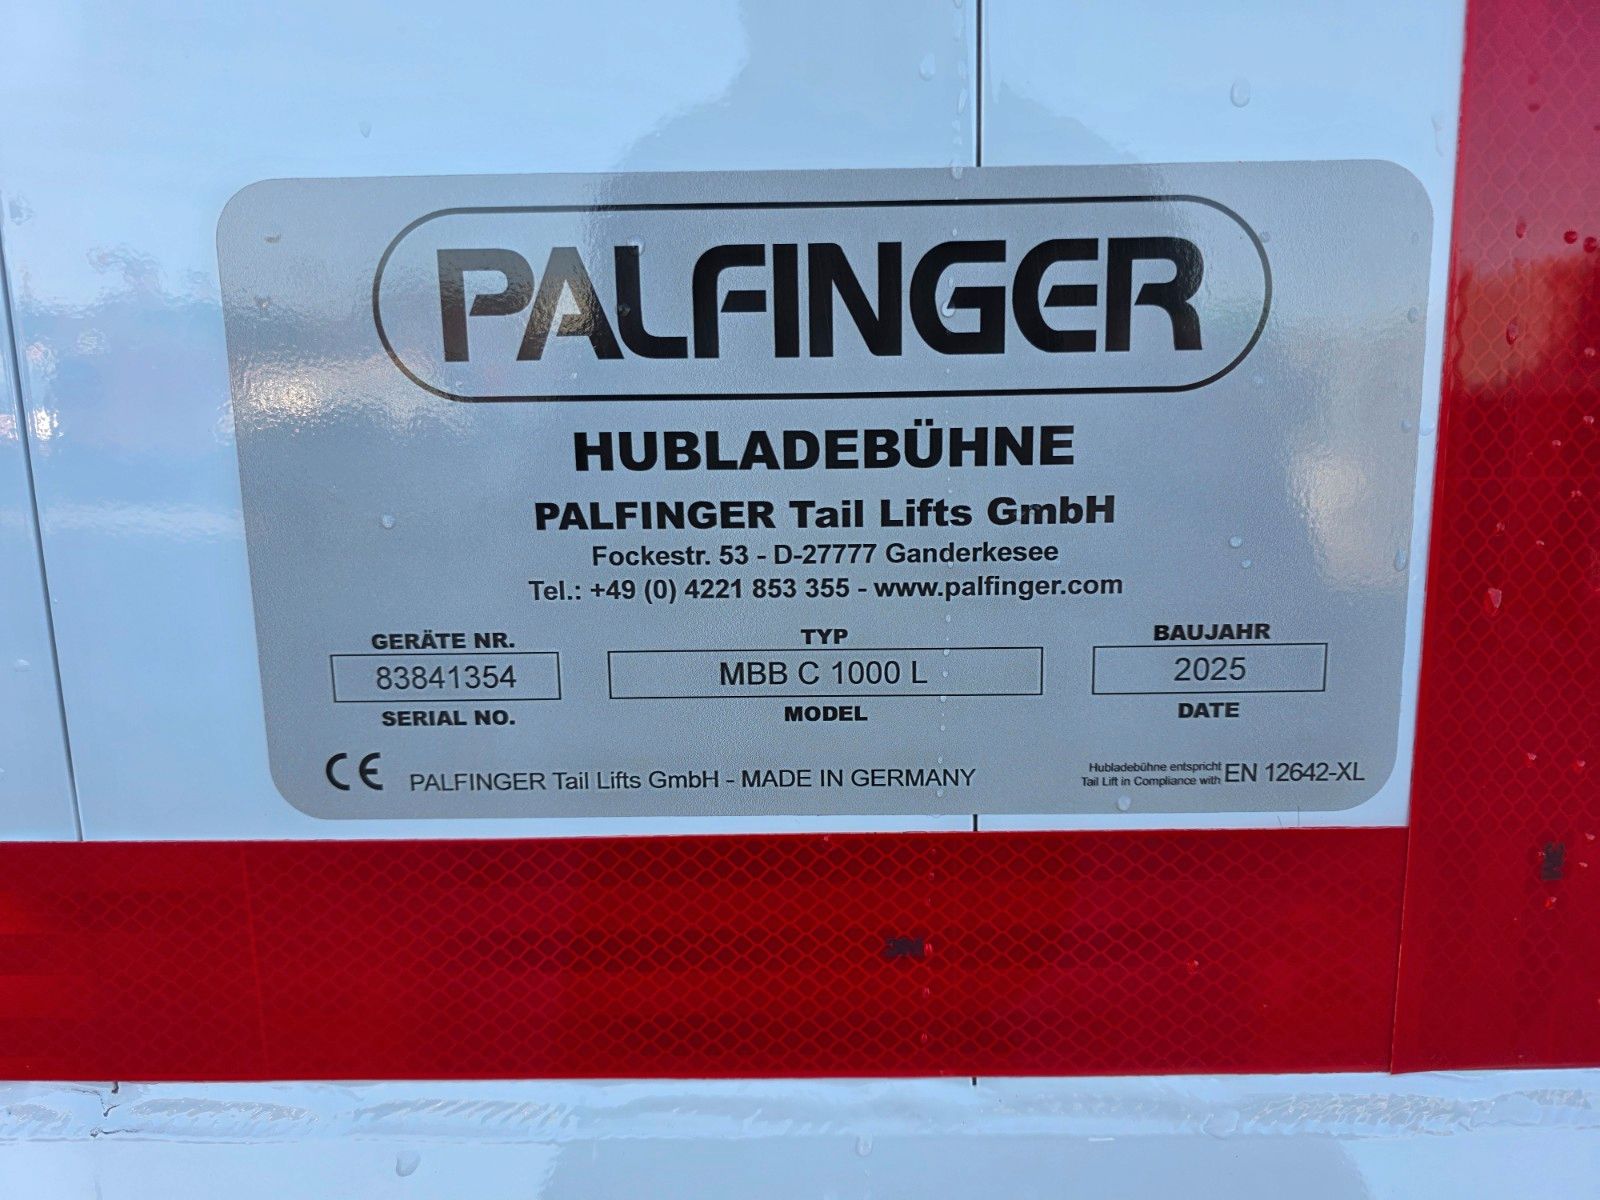 PALFINGER
HUBLADEBÜHNE
PALFINGER Tail Lifts GmbH
Fockestr. 53 - D-27777 Ganderkesee
Tel.: +49 (0) 4221 853 355 - www.palfinger.com
GERÄTE NR. TYP BAUJAHR
83841354 MBB C 1000 L 2025
SERIAL NO. MODEL DATE
CE PALFINGER Tail Lifts GmbH - MADE IN GERMANY
Hubladebühne entspricht
Tail Lift in Compliance with EN 12642-XL
3M
3M